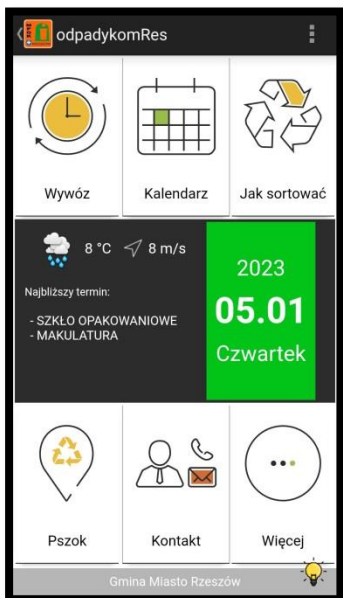 odpadykomRes
Wywóz
Kalendarz
Jak sortować
8 °C
8 m/s
Najbliższy termin:
- SZKŁO OPAKOWANIOWE
- MAKULATURA
2023
05.01
Czwartek
Pszok
Kontakt
Więcej
Gmina Miasto Rzeszów